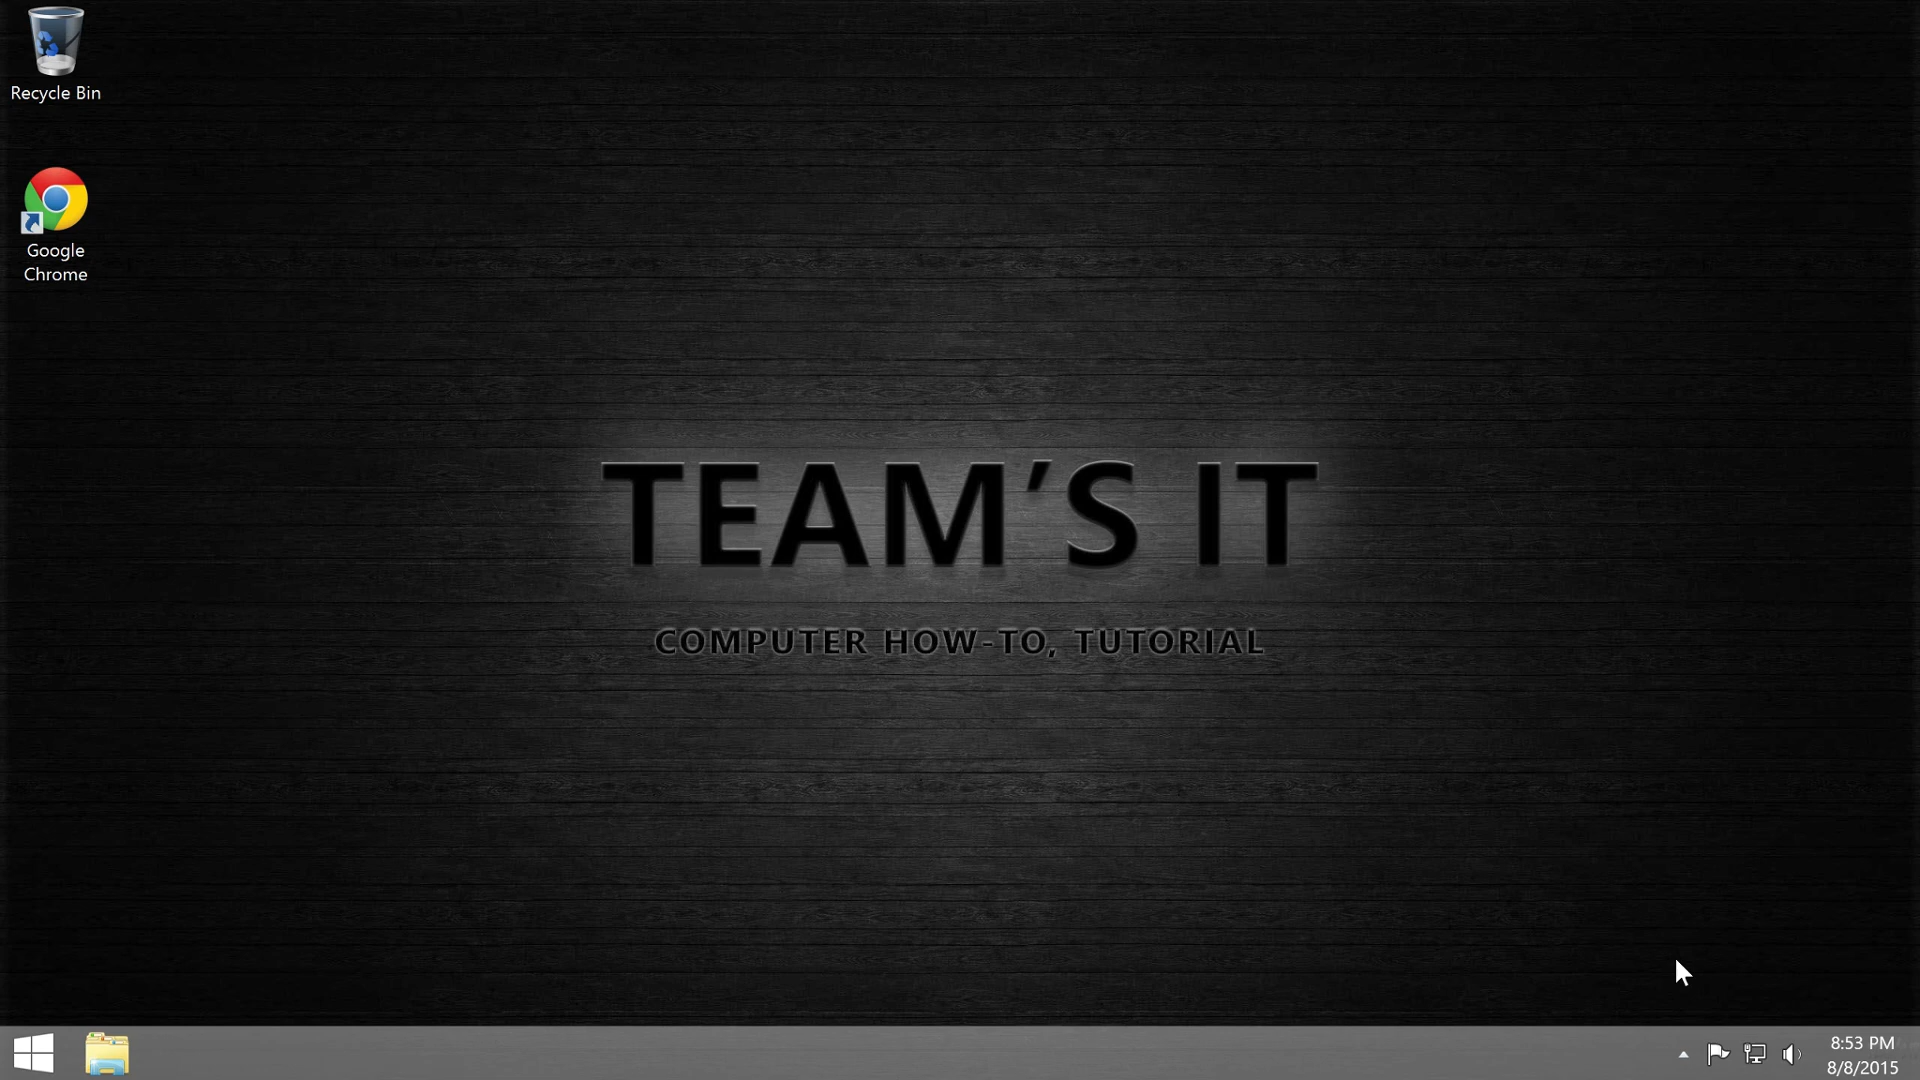 Recycle Bin
Google
Chrome
TEAM'S IT
COMPUTER HOW-TO, TUTORIAL
8:53 PM
8/8/2015